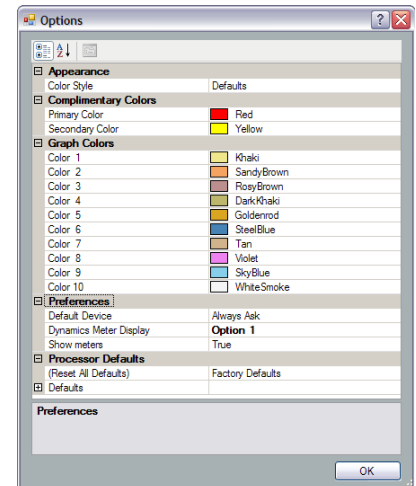 Options
Appearance
Color Style Defaults
Complimentary Colors
Primary Color Red
Secondary Color Yellow
Graph Colors
Color 1 Khaki
Color 2 SandyBrown
Color 3 RosyBrown
Color 4 DarkKhaki
Color 5 Goldenrod
Color 6 SteelBlue
Color 7 Tan
Color 8 Violet
Color 9 SkyBlue
Color 10 WhiteSmoke
Preferences
Default Device Always Ask
Dynamics Meter Display Option 1
Show meters True
Processor Defaults
(Reset All Defaults) Factory Defaults
Defaults
Preferences
OK